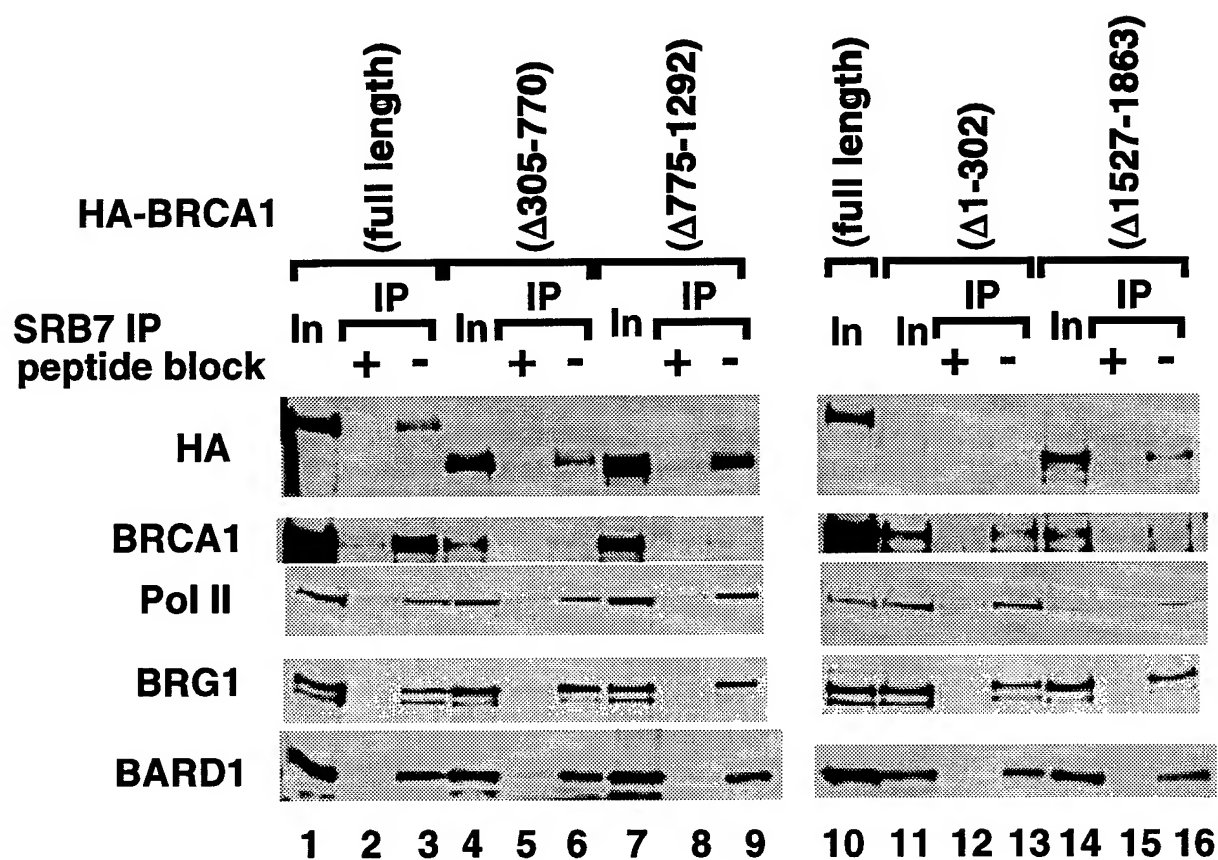 HA-BRCA1
(full length)
(Δ305-770)
(Δ775-1292)
(full length)
(Δ1-302)
(Δ1527-1863)
SRB7 IP
In
IP
In
IP
In
IP
In
In
IP
In
IP
peptide block
+ - + - + - + - + -
HA
BRCA1
Pol II
BRG1
BARD1
1 2 3 4 5 6 7 8 9 10 11 12 13 14 15 16